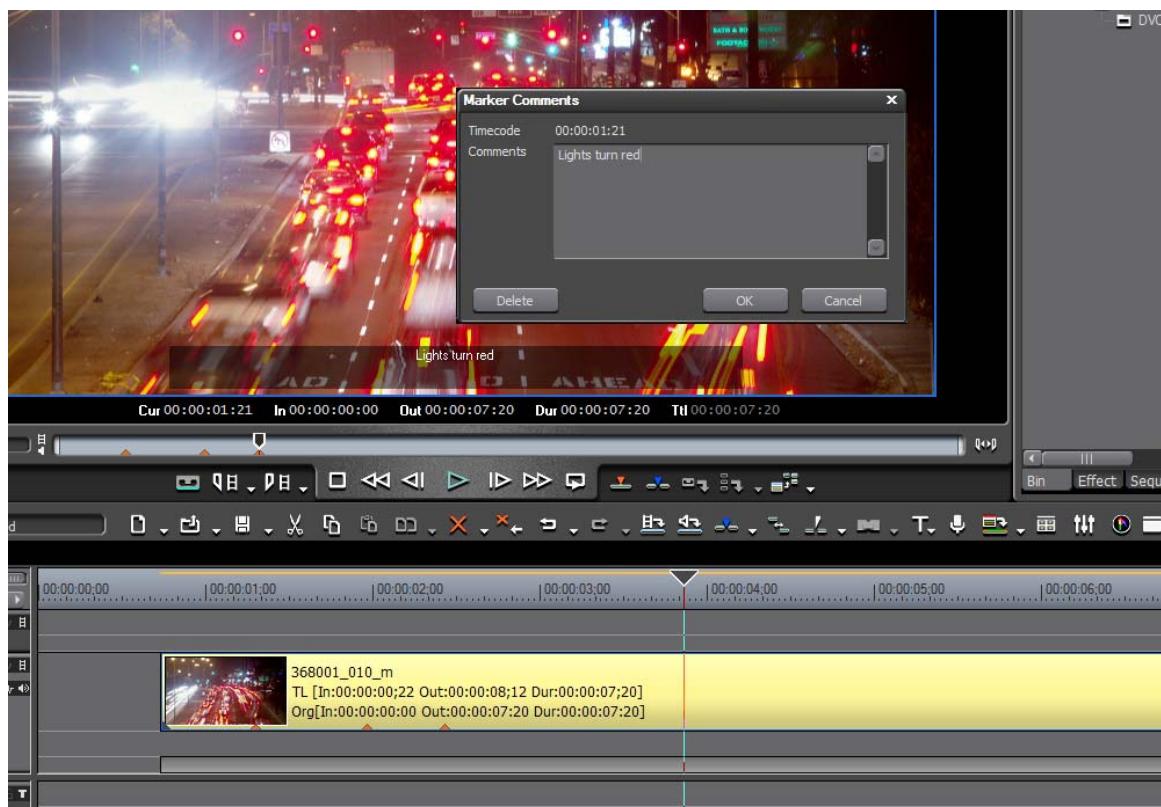 DVC
BATH & BO
FOOTAG
Marker Comments
Timecode 00:00:01:21
Comments Lights turn red
Delete OK Cancel
Lights turn red
AHEA
Cur 00:00:01:21 In 00:00:00:00 Out 00:00:07:20 Dur 00:00:07:20 Ttl 00:00:07:20
Bin Effect Sequ
d
T
00:00:00;00 00:00:01;00 00:00:02;00 00:00:03;00 00:00:04;00 00:00:05;00 00:00:06;00
368001_010_m
TL [In:00:00:00;22 Out:00:00:08;12 Dur:00:00:07;20]
Org[In:00:00:00:00 Out:00:00:07:20 Dur:00:00:07:20]
T